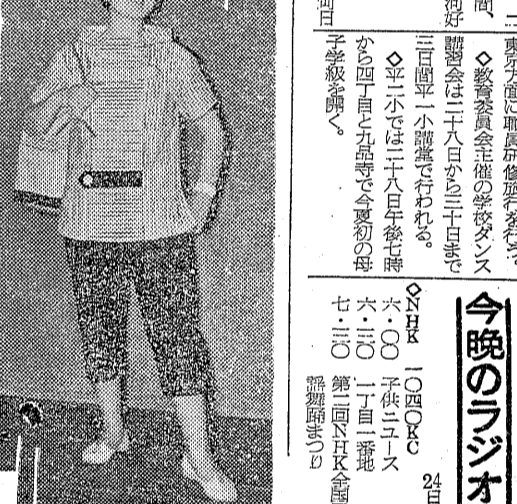 東京方面に職員研修旅行を行う。
◇教育委員会主催の学校ダンス
講習会は二十八日から三十日まで
三日間平一小講堂で行われる。
◇平二小では二十八日午後七時
から四丁目と九品寺で今夏初の母
子学級を開く。
今晩のラジオ
24日
◇NHK 一〇四〇KC
六・〇〇 子供ニュース
六・三〇 一丁目一番地
七・三〇 第二回NHK全国
謡舞踊まつり